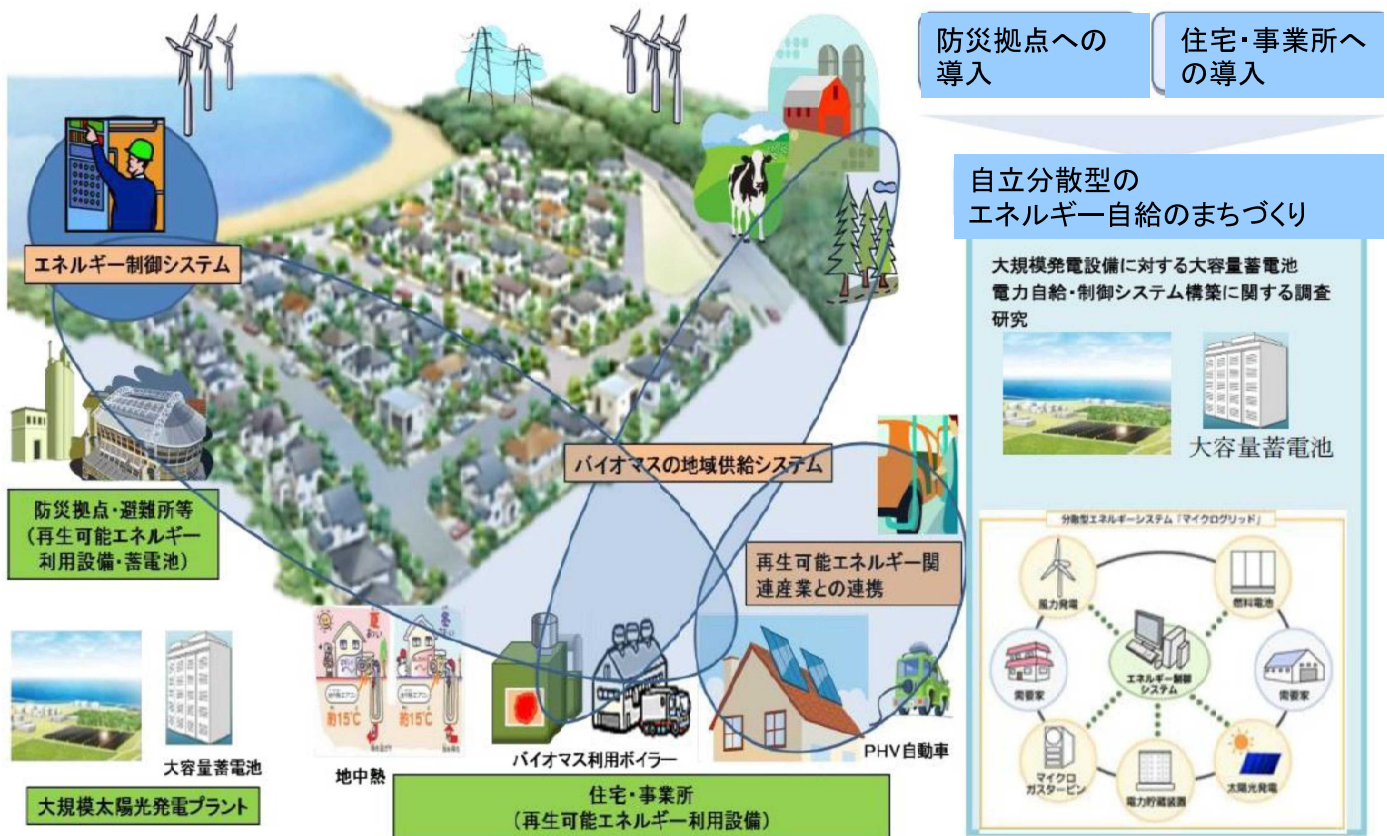 防災拠点への
導入
住宅・事業所へ
の導入
自立分散型の
エネルギー自給のまちづくり
大規模発電設備に対する大容量蓄電池
電力自給・制御システム構築に関する調査
研究
大容量蓄電池
分散型エネルギーシステム「マイクログリッド」
風力発電
燃料電池
需要家
エネルギー制御
システム
需要家
マイクロ
ガスタービン
電力貯蔵装置
太陽光発電
エネルギー制御システム
バイオマスの地域供給システム
防災拠点・避難所等
(再生可能エネルギー
利用設備・蓄電池)
再生可能エネルギー関
連産業との連携
夏
冬
約15℃
約15℃
地中熱
バイオマス利用ボイラー
PHV自動車
大容量蓄電池
大規模太陽光発電プラント
住宅・事業所
(再生可能エネルギー利用設備)